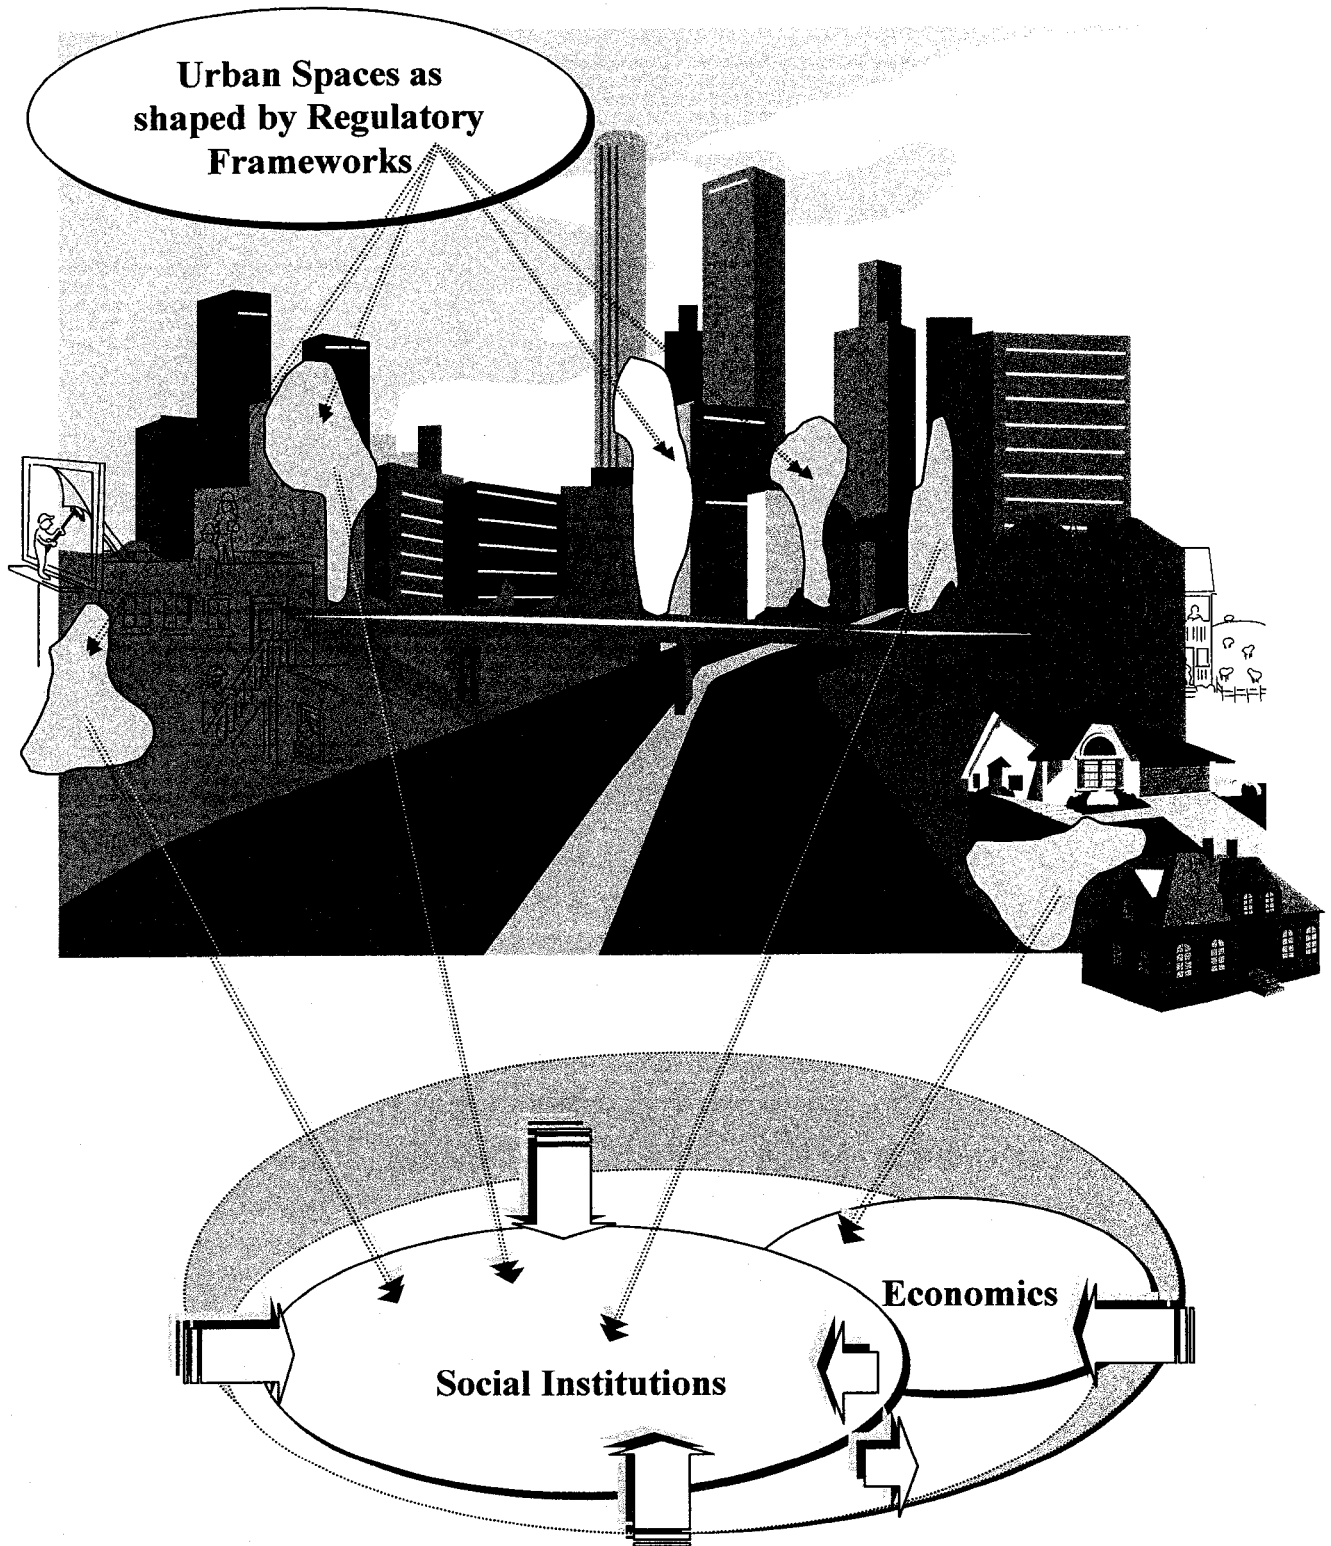 Urban Spaces as
shaped by Regulatory
Frameworks
Economics
Social Institutions